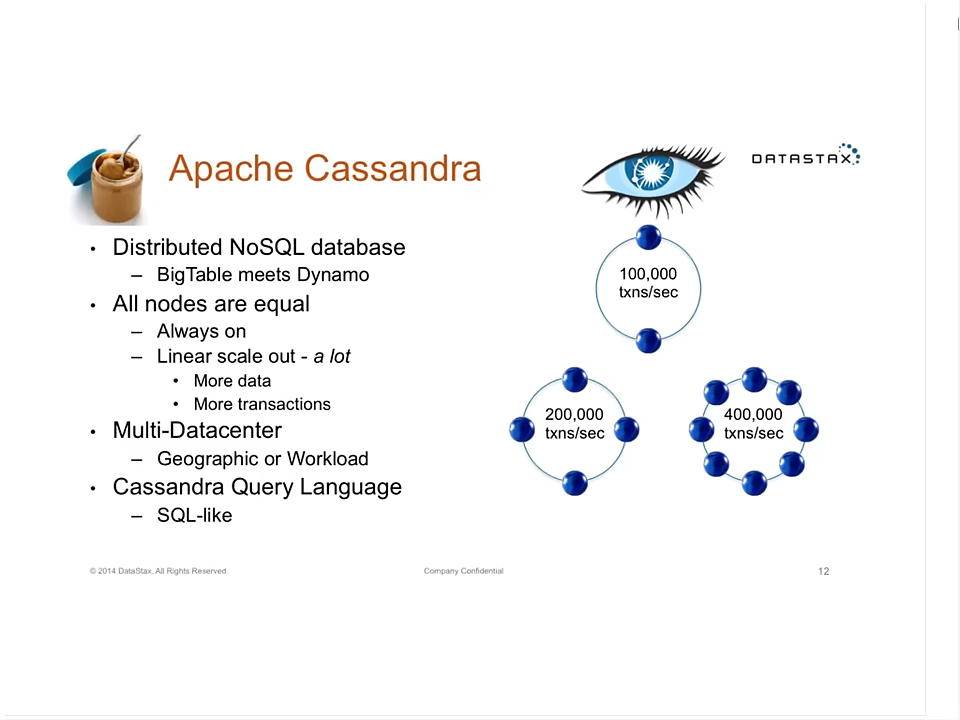 Apache Cassandra
DATASTAX
• Distributed NoSQL database
– BigTable meets Dynamo
• All nodes are equal
– Always on
– Linear scale out - a lot
• More data
• More transactions
• Multi-Datacenter
– Geographic or Workload
• Cassandra Query Language
– SQL-like
100,000
txns/sec
200,000
txns/sec
400,000
txns/sec
© 2014 DataStax, All Rights Reserved.
Company Confidential
12